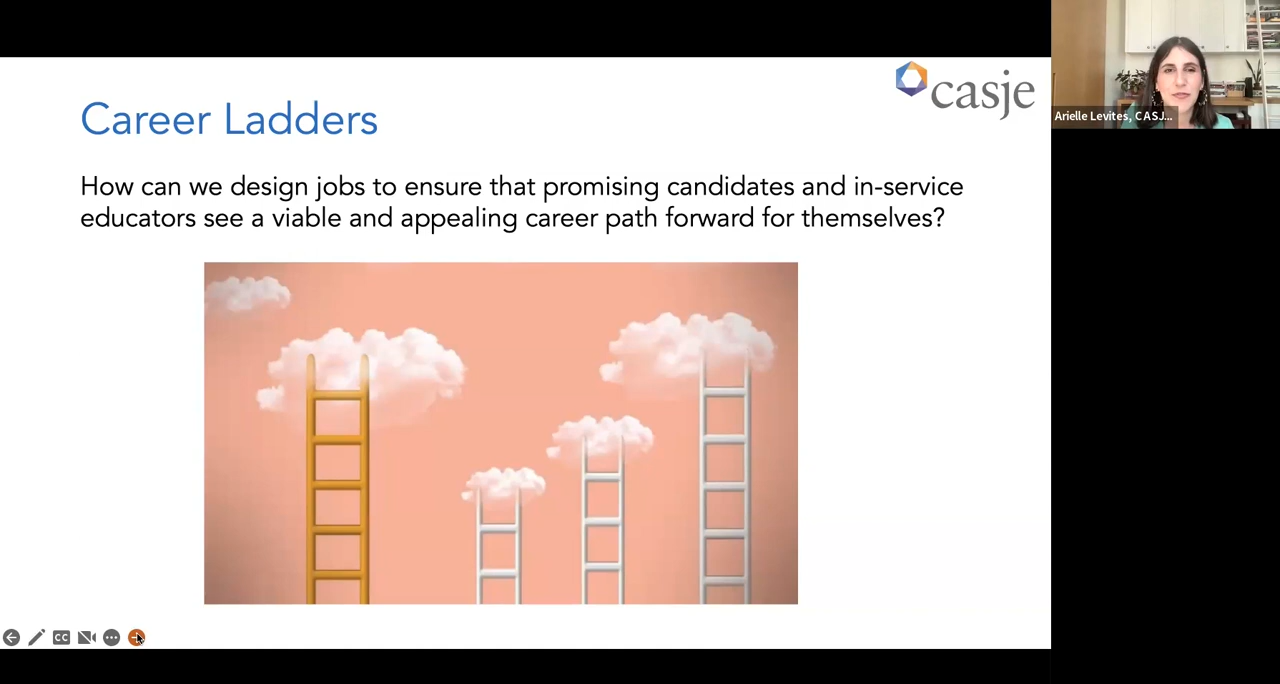 casje
Career Ladders
How can we design jobs to ensure that promising candidates and in-service
educators see a viable and appealing career path forward for themselves?
Arielle Levites, CASJ...
CC